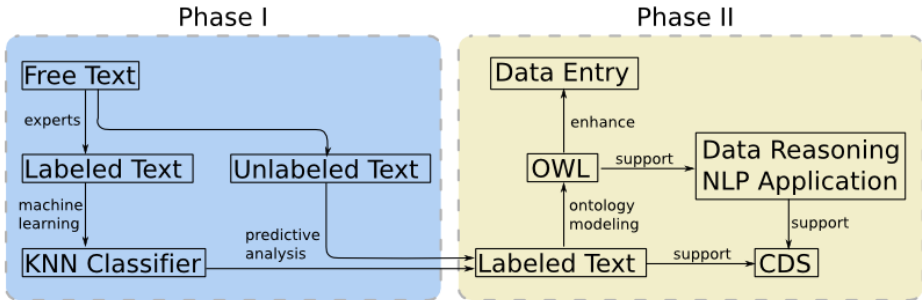 Phase I
Free Text
experts
Labeled Text
Unlabeled Text
machine
learning
predictive
analysis
KNN Classifier
Phase II
Data Entry
enhance
OWL
support
Data Reasoning
NLP Application
ontology
modeling
support
Labeled Text
support
CDS